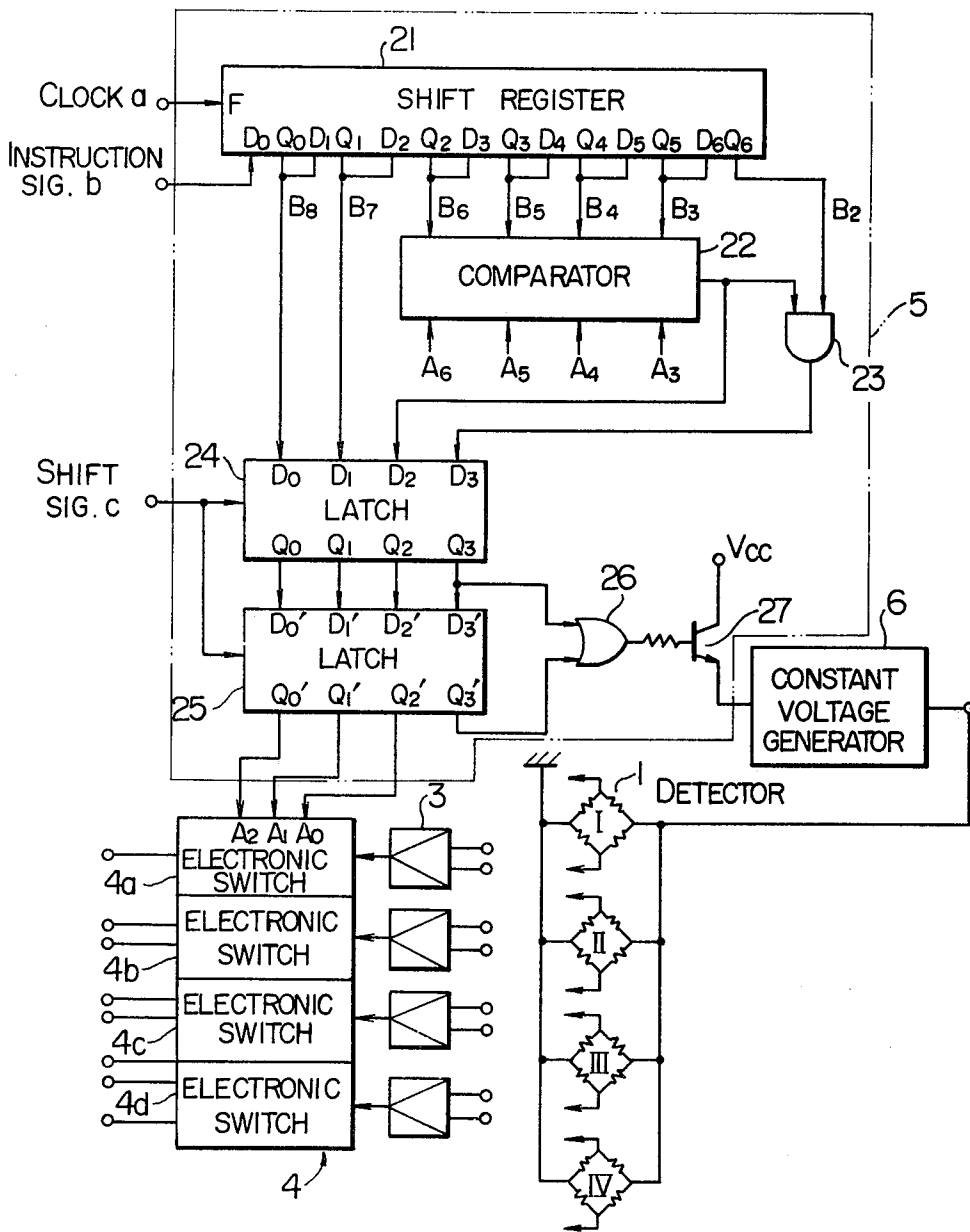 21
CLOCK a
F
SHIFT REGISTER
D0 Q0 D1 Q1 D2 Q2 D3 Q3 D4 Q4 D5 Q5 D6 Q6
INSTRUCTION
SIG. b
B8 B7 B6 B5 B4 B3 B2
22
COMPARATOR
5
A6 A5 A4 A3
23
24
SHIFT
SIG. c
D0 D1 D2 D3
LATCH
Q0 Q1 Q2 Q3
VCC
26
27
6
D0' D1' D2' D3'
LATCH
25
Q0' Q1' Q2' Q3'
CONSTANT
VOLTAGE
GENERATOR
1
DETECTOR
3
A2 A1 A0
I
ELECTRONIC
SWITCH
4a
ELECTRONIC
SWITCH
4b
II
ELECTRONIC
SWITCH
4c
III
ELECTRONIC
SWITCH
4d
4
IV